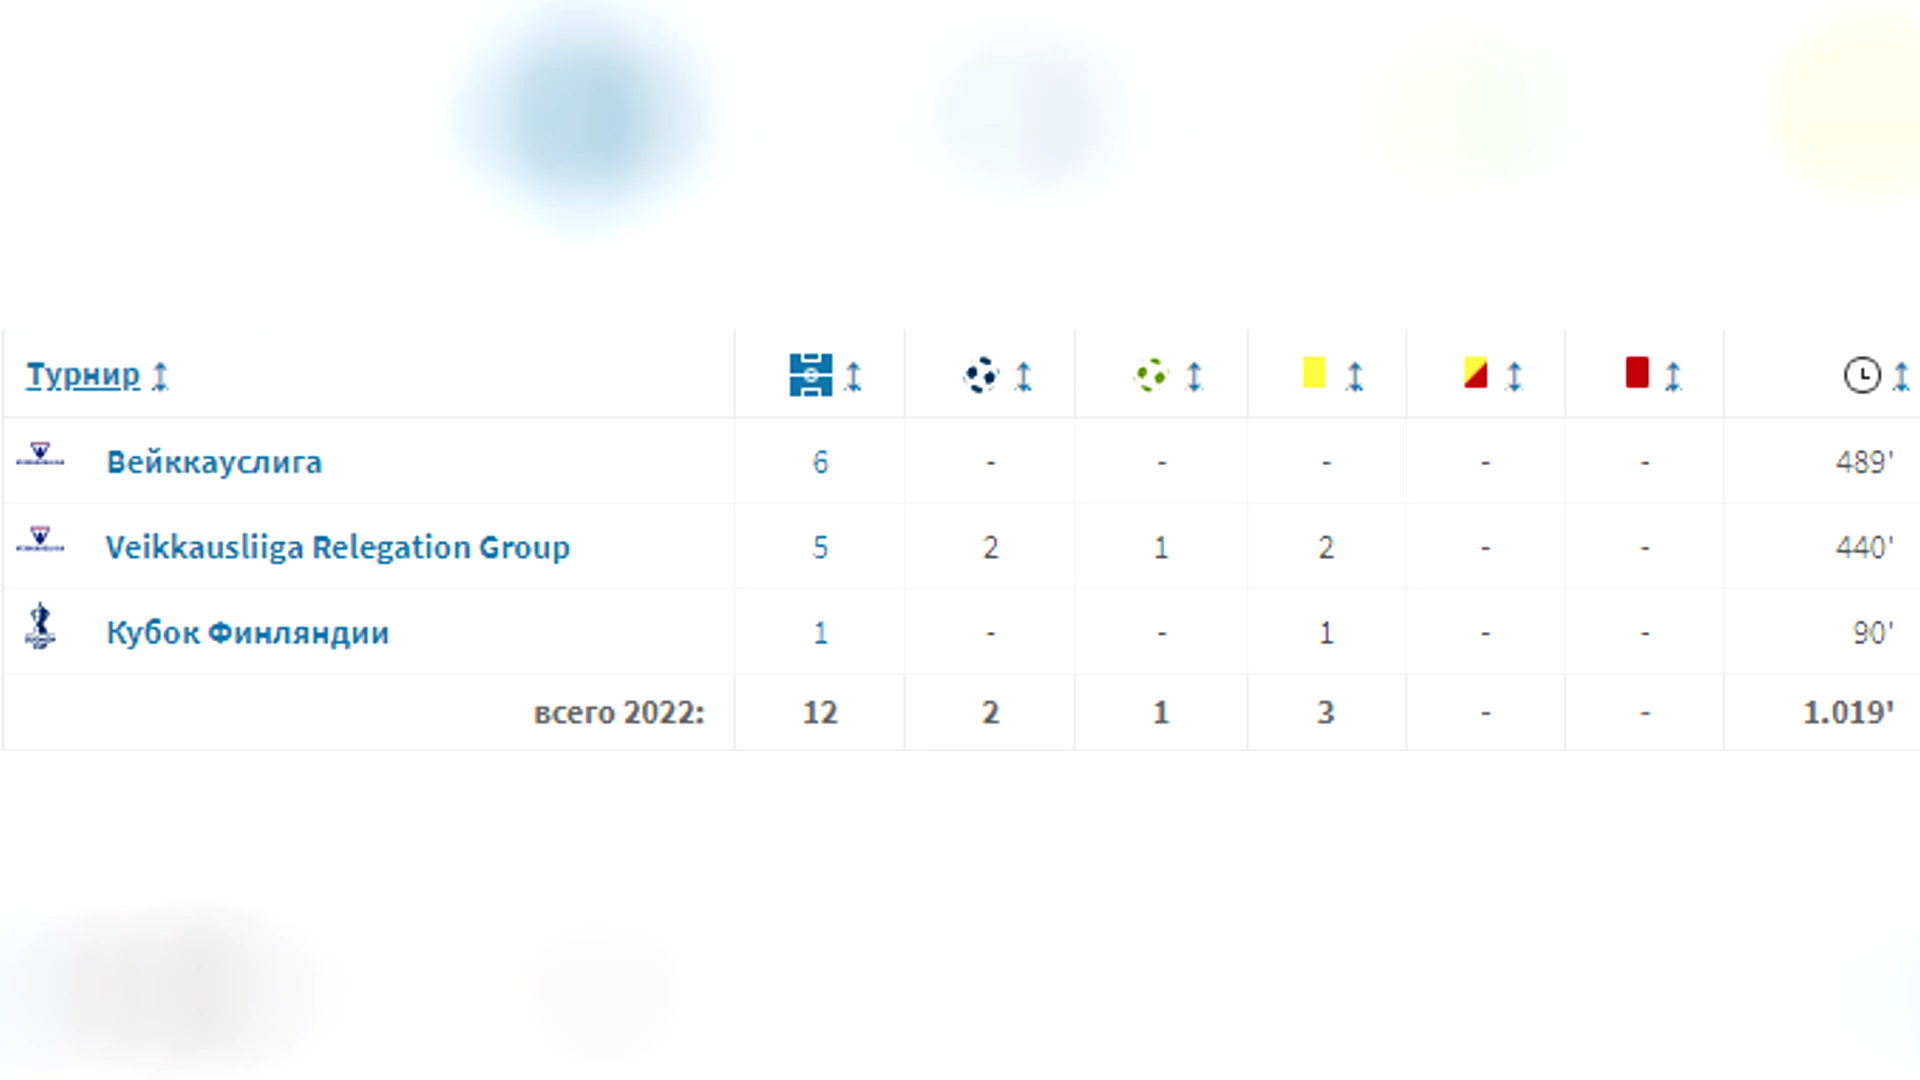 Турнир
Вейккауслига 6 - - - - - 489'
Veikkausliiga Relegation Group 5 2 1 2 - - 440'
Кубок Финляндии 1 - - 1 - - 90'
всего 2022: 12 2 1 3 - - 1.019'